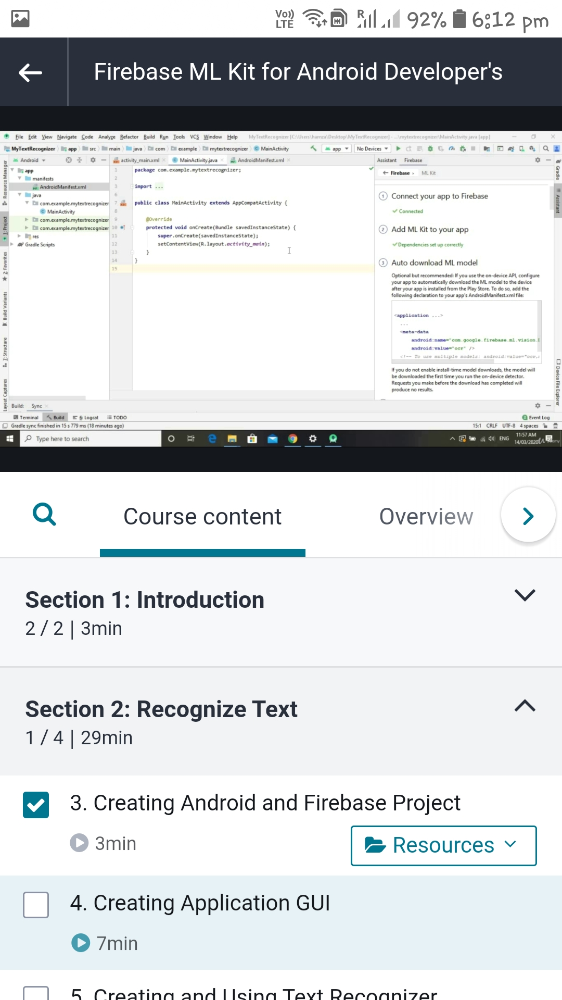 Vo)) LTE R 92% 6:12 pm
Firebase ML Kit for Android Developer's
File Edit View Navigate Code Analyze Refactor Build Run Tools VCS Window Help MyTextRecognizer [C:\Users\hamza\Desktop\MyTextRecognizer] - ...\mytextrecognizer\MainActivity.java [app]
MyTextRecognizer app src main java com example mytextrecognizer MainActivity app No Devices
Android activity_main.xml MainActivity.java AndroidManifest.xml Assistant Firebase
Resource Manager
1: Project
2: Favorites
Build Variants
Z: Structure
Layout Captures
app
manifests
AndroidManifest.xml
java
com.example.mytextrecognizer
MainActivity
com.example.mytextrecognizer
com.example.mytextrecognizer
res
Gradle Scripts
1 package com.example.mytextrecognizer;
2
3 import ...
6
7 public class MainActivity extends AppCompatActivity {
8
9 @Override
10 protected void onCreate(Bundle savedInstanceState) {
11 super.onCreate(savedInstanceState);
12 setContentView(R.layout.activity_main);
13 }
14 }
15
← Firebase › ML Kit
1 Connect your app to Firebase
✓ Connected
2 Add ML Kit to your app
✓ Dependencies set up correctly
3 Auto download ML model
Optional but recommended: If you use the on-device API, configure
your app to automatically download the ML model to the device
after your app is installed from the Play Store. To do so, add the
following declaration to your app's AndroidManifest.xml file:
<application ...>
...
<meta-data
android:name="com.google.firebase.ml.vision.
android:value="ocr" />
<!-- To use multiple models: android:value="ocr,
If you do not enable install-time model downloads, the model will
be downloaded the first time you run the on-device detector.
Requests you make before the download has completed will
produce no results.
Gradle
Assistant
Device File Explorer
Build: Sync
Terminal Build 6: Logcat TODO Event Log
Gradle sync finished in 15 s 779 ms (18 minutes ago) 15:1 CRLF UTF-8 4 spaces
Type here to search ENG 11:57 AM
14/03/2020
Course content Overview
Section 1: Introduction
2 / 2 | 3min
Section 2: Recognize Text
1 / 4 | 29min
3. Creating Android and Firebase Project
3min Resources
4. Creating Application GUI
7min
5. Creating and Using Text Recognizer